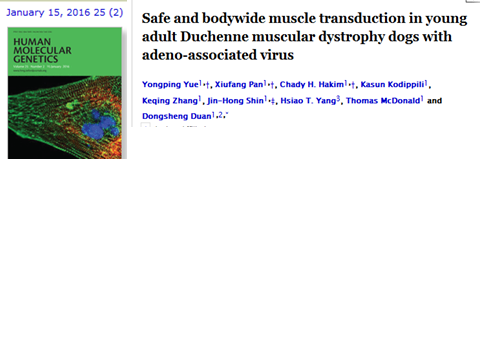 January 15, 2016 25 (2)
HUMAN
MOLECULAR
GENETICS
Safe and bodywide muscle transduction in young
adult Duchenne muscular dystrophy dogs with
adeno-associated virus
Yongping Yue1,†, Xiufang Pan1, Chady H. Hakim1,†, Kasun Kodippili1,
Keqing Zhang1, Jin-Hong Shin1,‡, Hsiao T. Yang3, Thomas McDonald1 and
Dongsheng Duan1,2,*